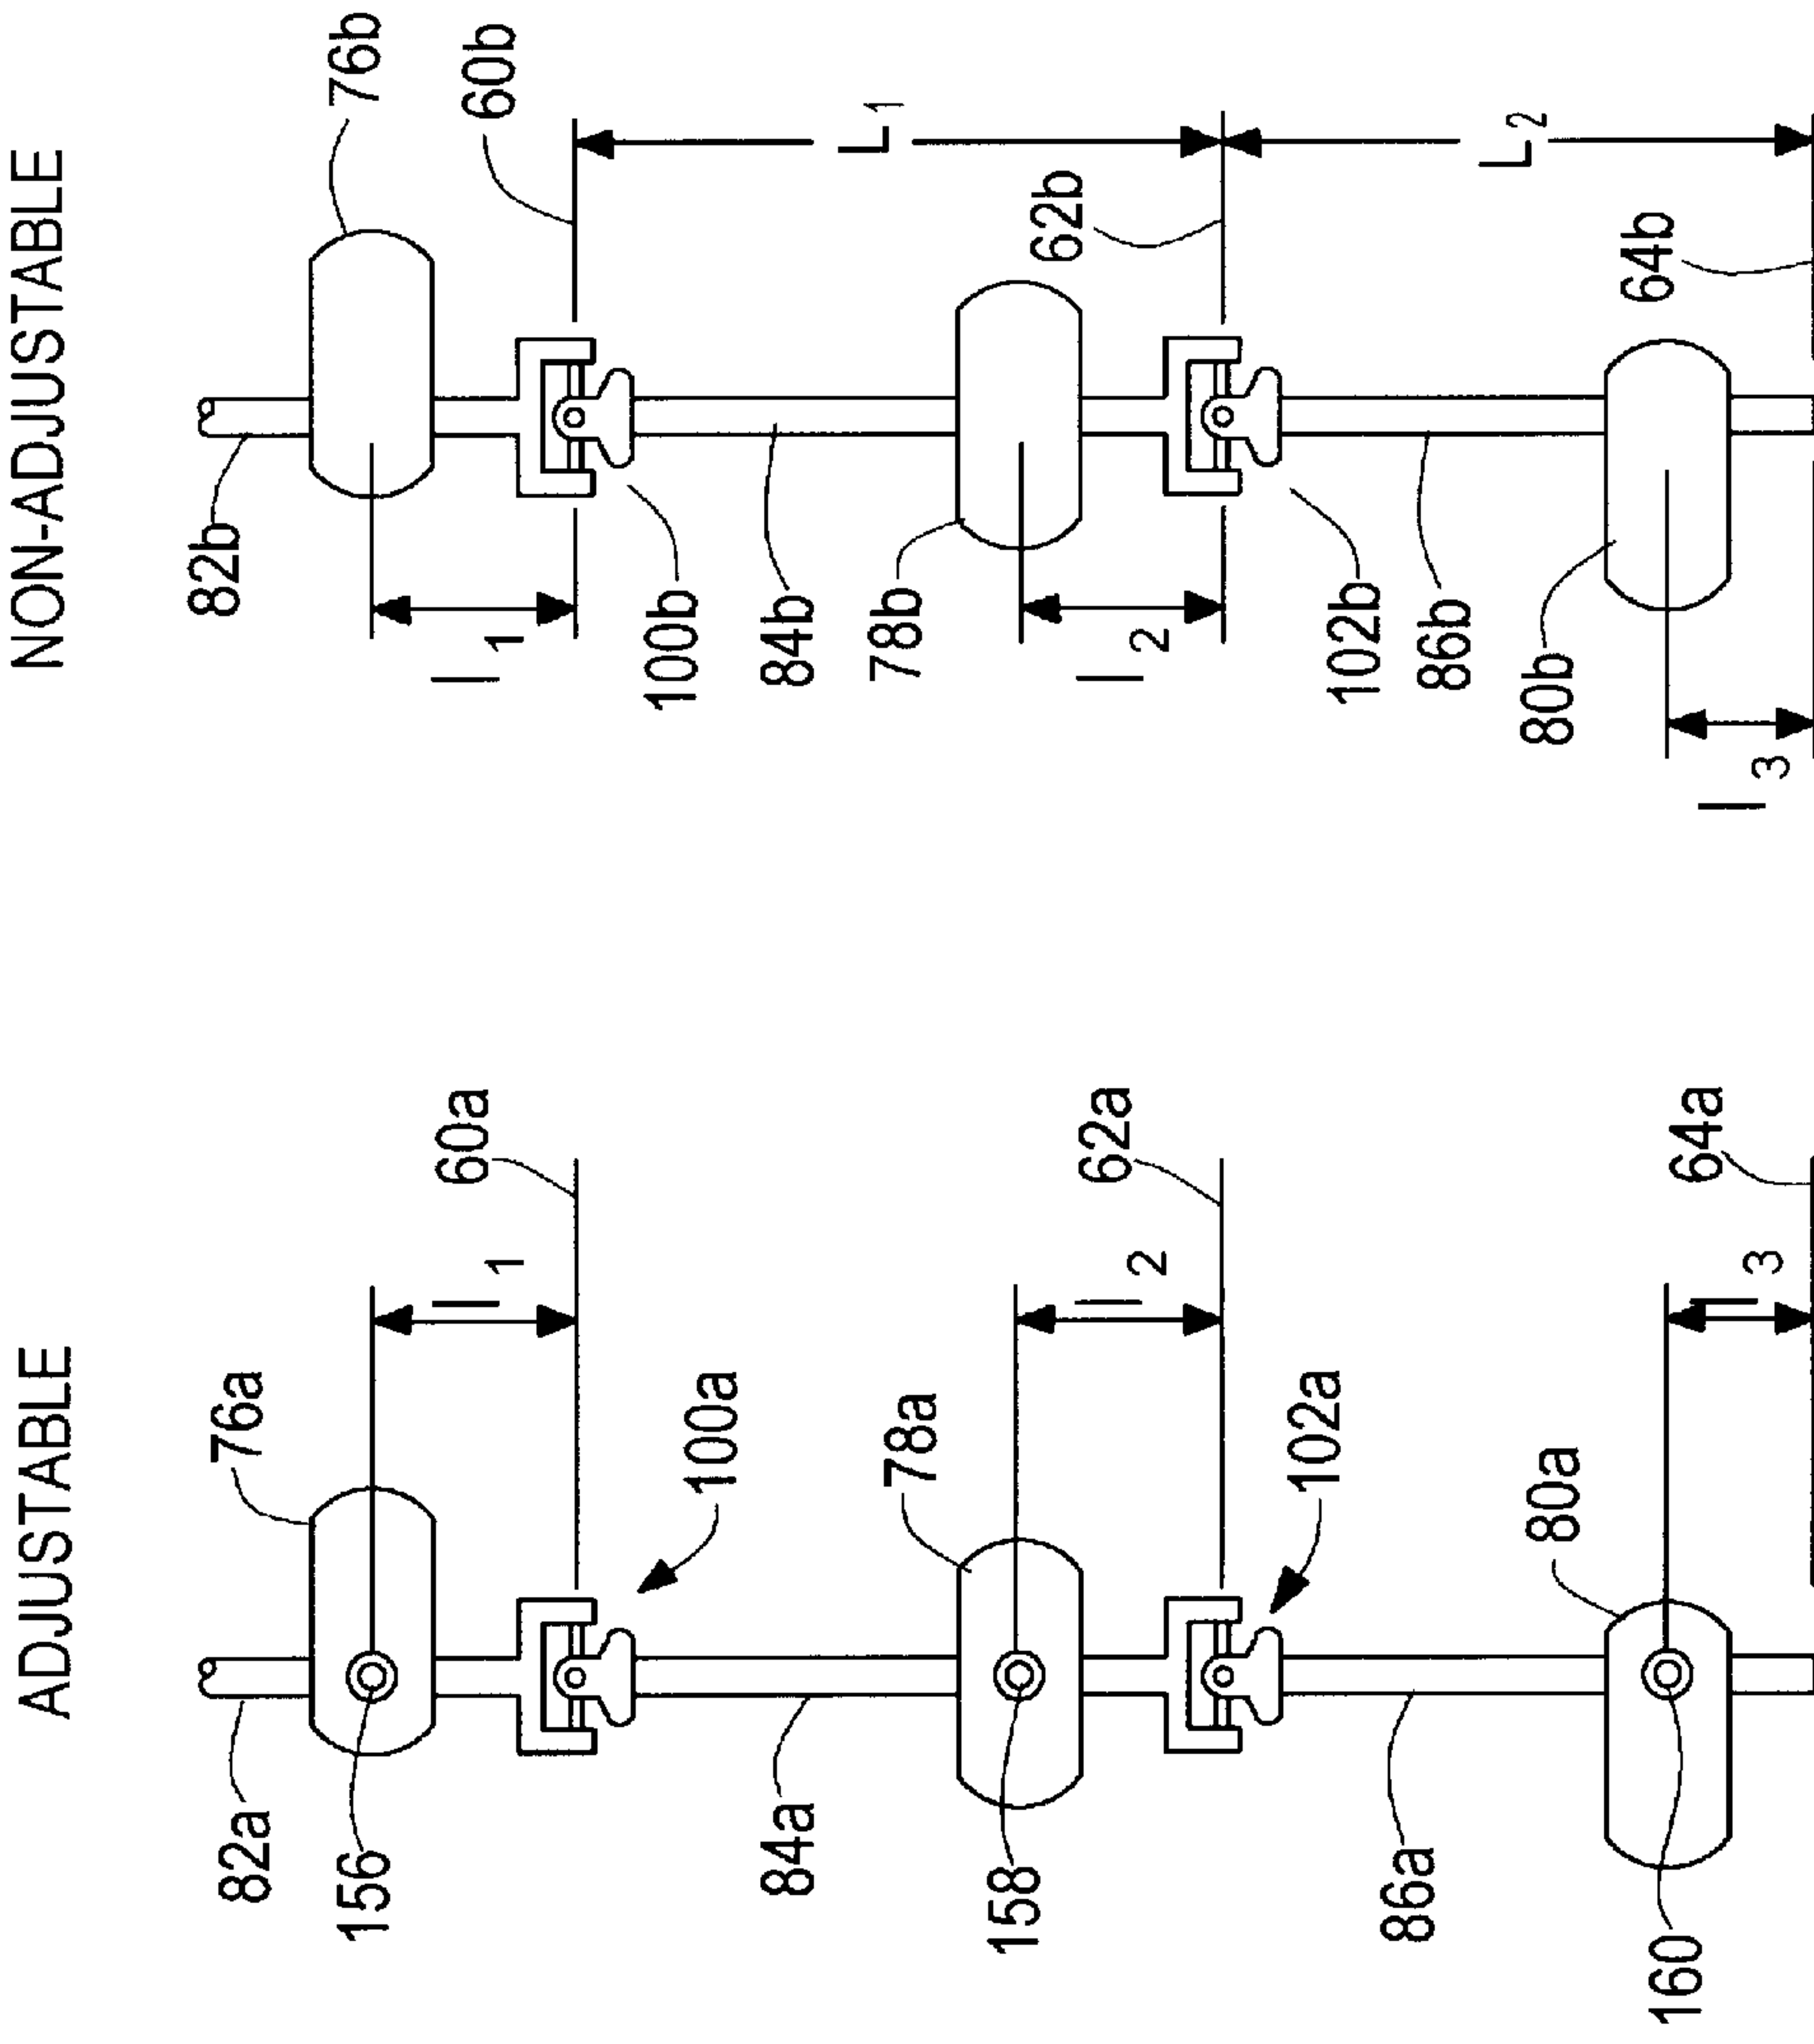 ADJUSTABLE
82a
76a
156
60a
l1
100a
84a
78a
158
62a
l2
102a
86a
80a
160
64a
l3
NON-ADJUSTABLE
82b
76b
60b
l1
100b
L1
84b
78b
62b
l2
102b
L2
86b
80b
64b
l3